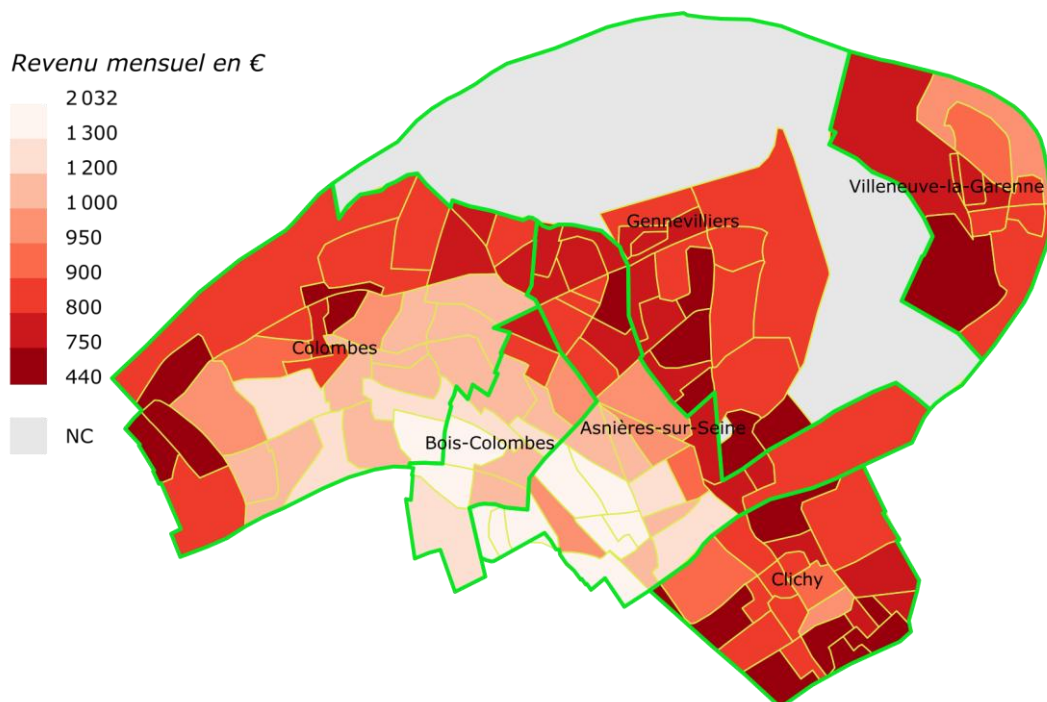 Revenu mensuel en €
2 032
1 300
1 200
1 000
950
900
800
750
440
NC
Villeneuve-la-Garenne
Gennevilliers
Colombes
Asnières-sur-Seine
Bois-Colombes
Clichy